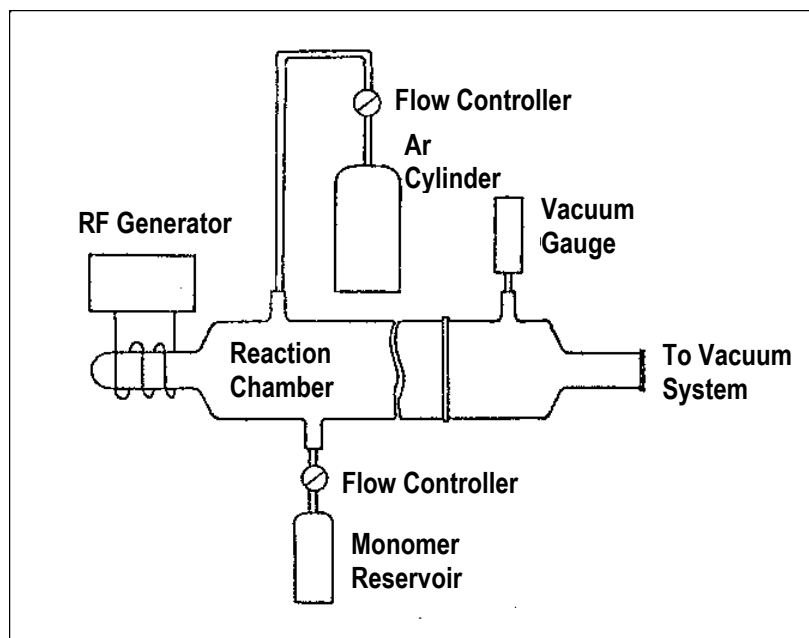 Flow Controller
Ar
Cylinder
Vacuum
Gauge
RF Generator
Reaction
Chamber
To Vacuum
System
Flow Controller
Monomer
Reservoir